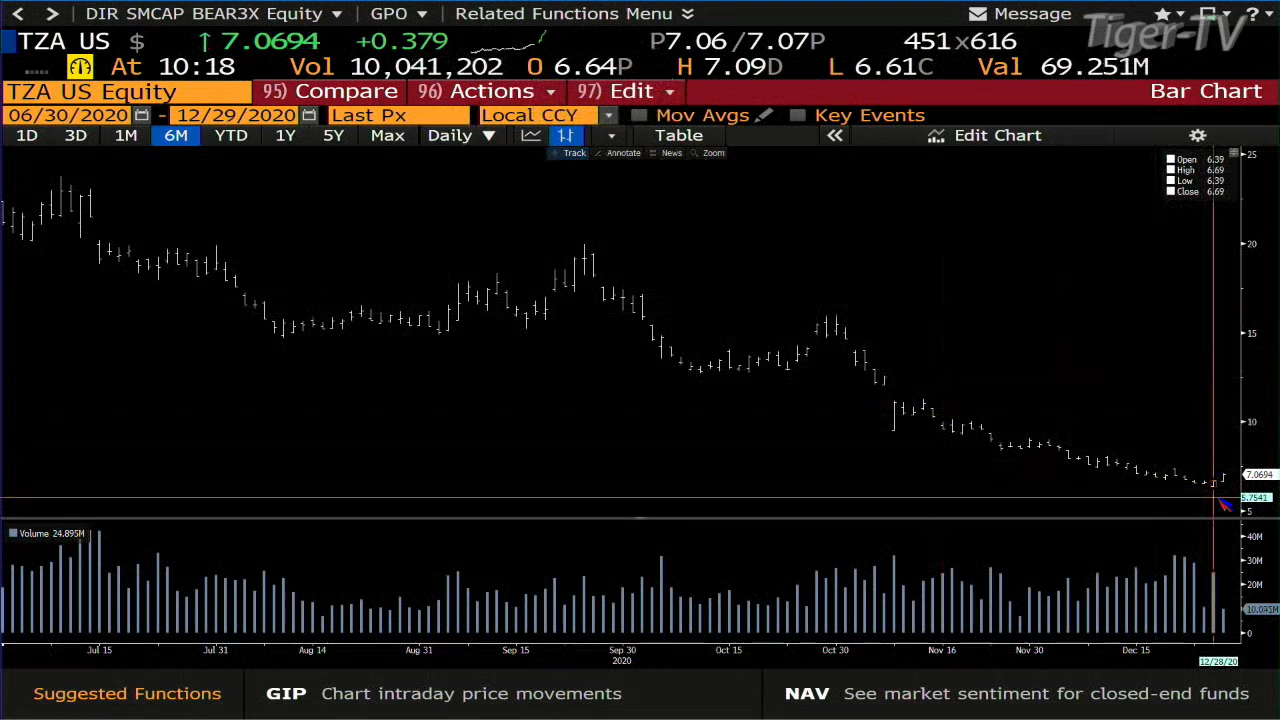 DIR SMCAP BEAR3X Equity GPO Related Functions Menu Message ?
Tiger-TV
TZA US $ ↑ 7.0694 +0.379 P7.06 /7.07P 451x616
At 10:18 Vol 10,041,202 O 6.64P H 7.09D L 6.61C Val 69.251M
TZA US Equity 95) Compare 96) Actions 97) Edit Bar Chart
06/30/2020 - 12/29/2020 Last Px Local CCY Mov Avgs Key Events
1D 3D 1M 6M YTD 1Y 5Y Max Daily ▼ Table « Edit Chart
Track Annotate News Zoom
Open 6.39
High 6.69
Low 6.39
Close 6.69
25
20
15
10
7.0694
5.7541
5
Volume 24.895M
40M
30M
20M
10.045M
0
Jul 15 Jul 31 Aug 14 Aug 31 Sep 15 Sep 30 Oct 15 Oct 30 Nov 16 Nov 30 Dec 15
2020 12/28/20
Suggested Functions GIP Chart intraday price movements NAV See market sentiment for closed-end funds